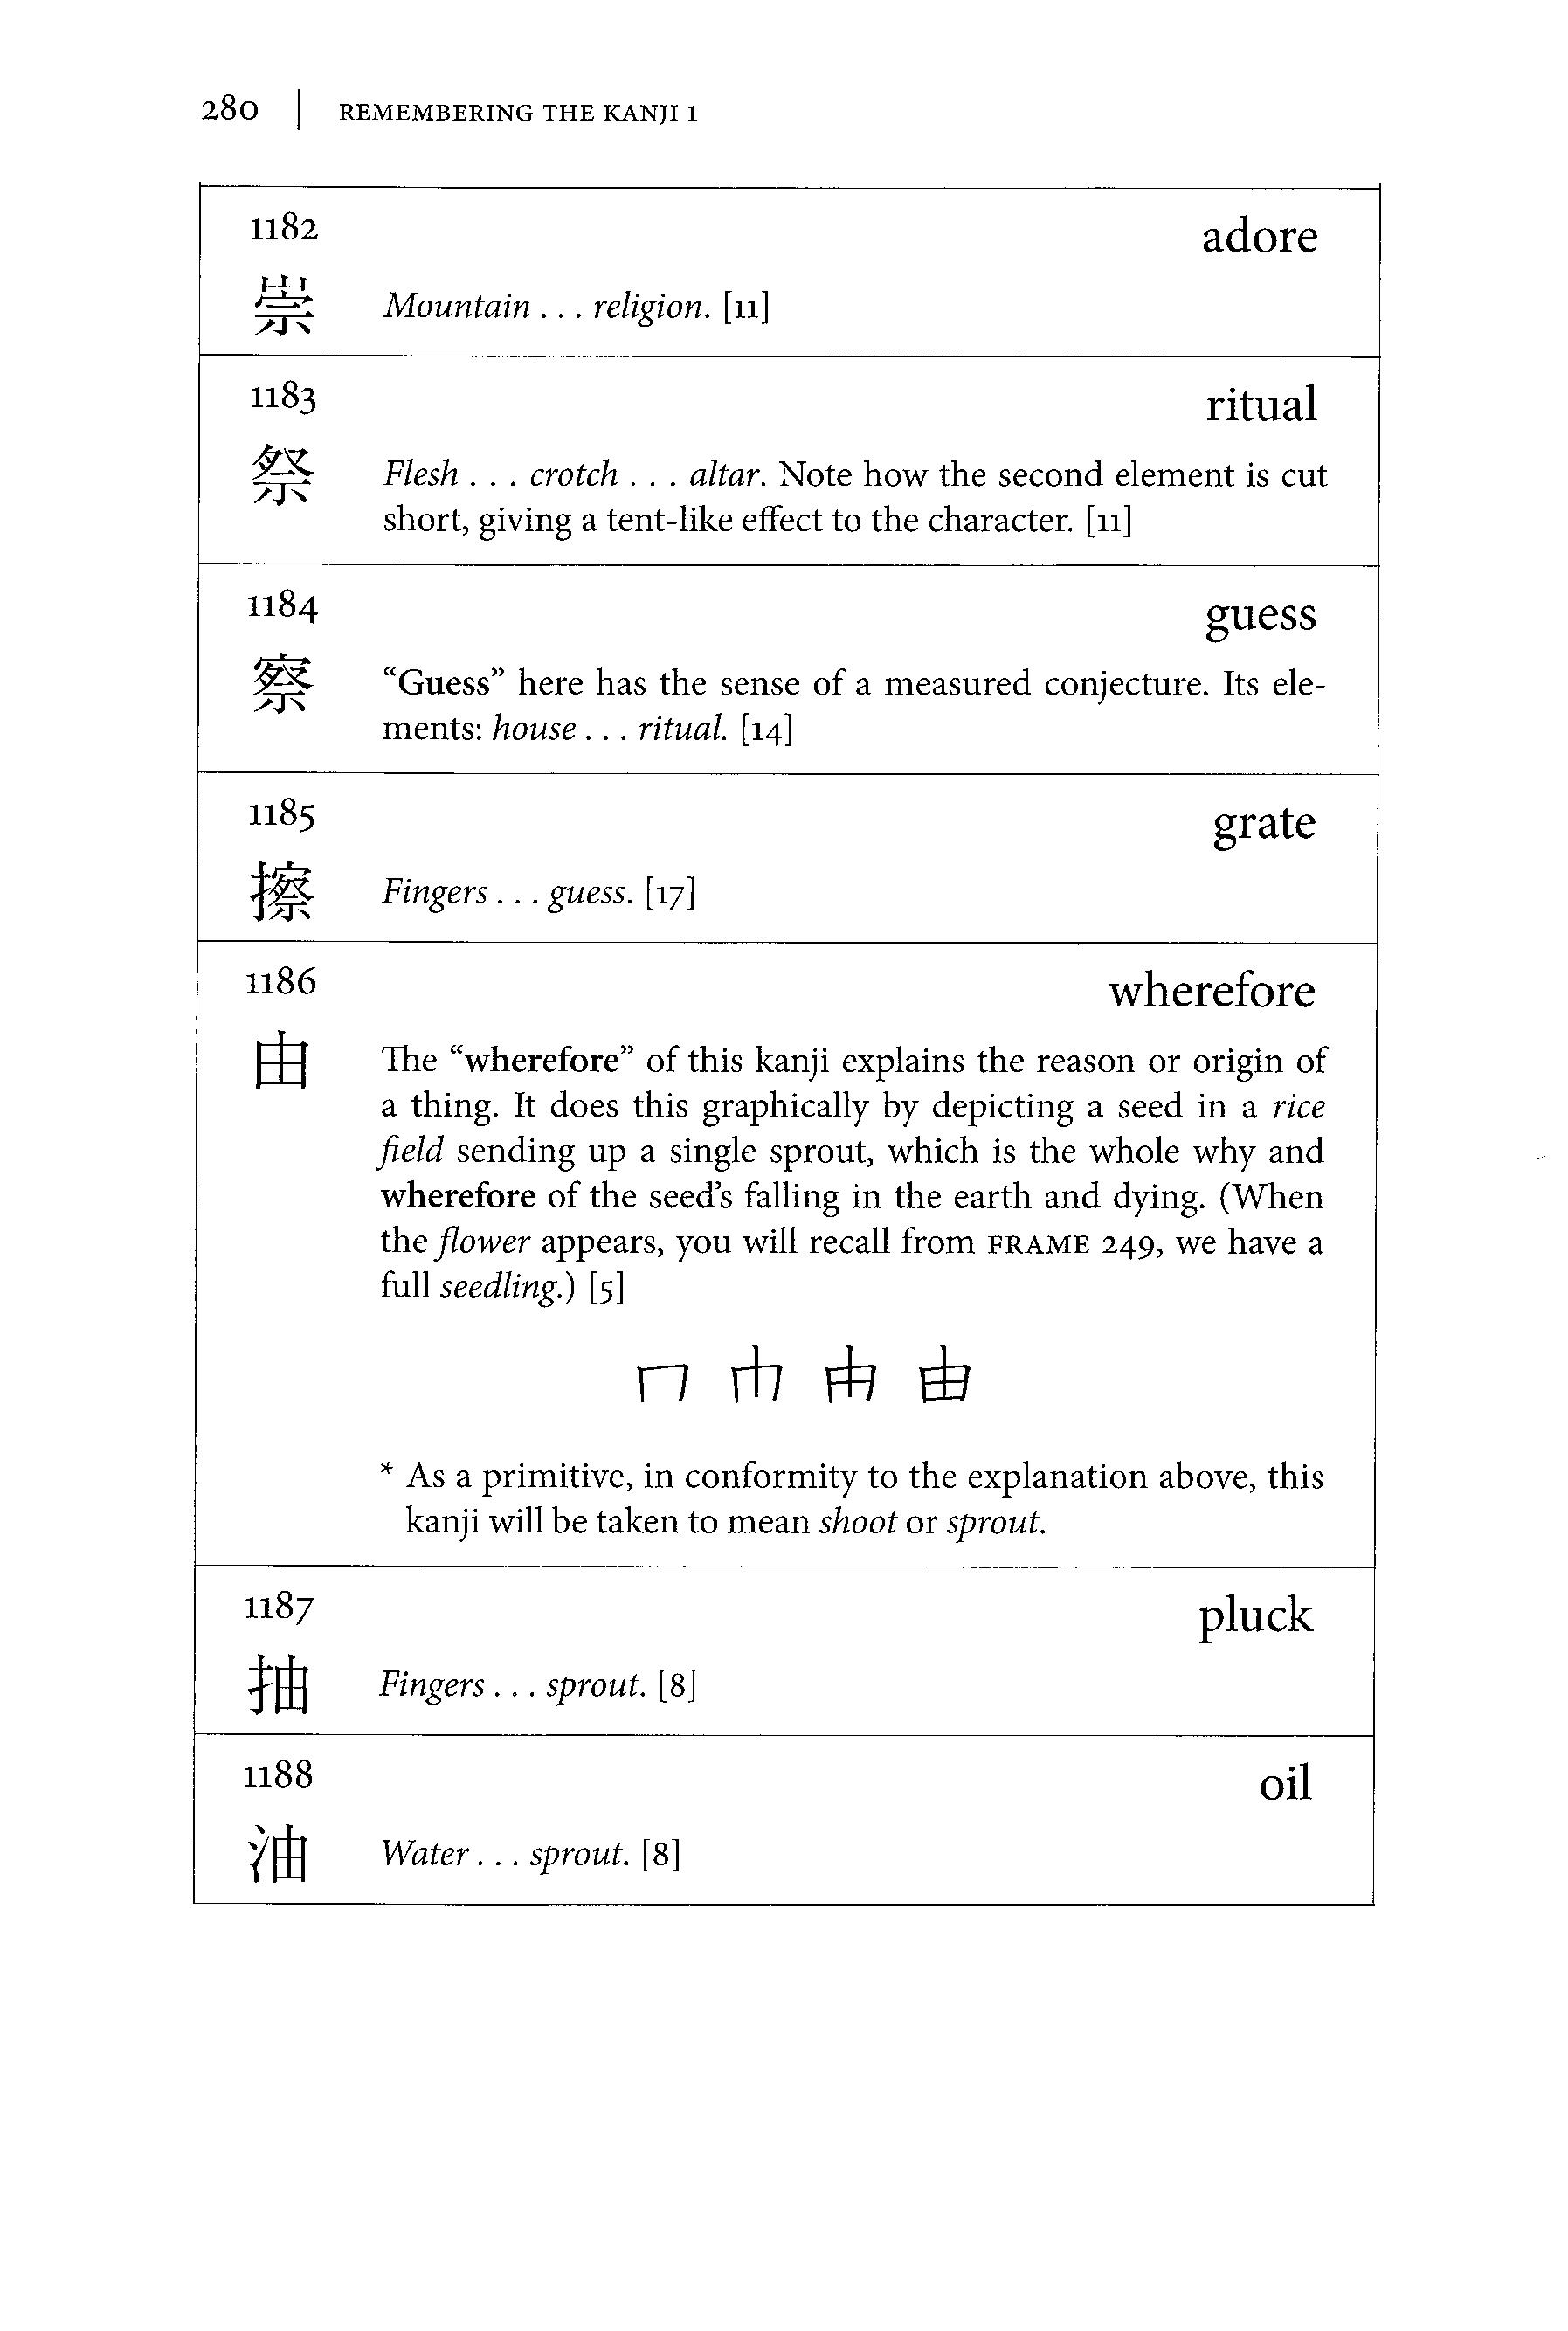 280 | REMEMBERING THE KANJI 1
1182 adore
崇 Mountain . . . religion. [11]
1183 ritual
祭 Flesh . . . crotch . . . altar. Note how the second element is cut
short, giving a tent-like effect to the character. [11]
1184 guess
察 “Guess” here has the sense of a measured conjecture. Its ele-
ments: house . . . ritual. [14]
1185 grate
擦 Fingers . . . guess. [17]
1186 wherefore
由 The “wherefore” of this kanji explains the reason or origin of
a thing. It does this graphically by depicting a seed in a rice
field sending up a single sprout, which is the whole why and
wherefore of the seed’s falling in the earth and dying. (When
the flower appears, you will recall from FRAME 249, we have a
full seedling.) [5]
* As a primitive, in conformity to the explanation above, this
kanji will be taken to mean shoot or sprout.
1187 pluck
抽 Fingers . . . sprout. [8]
1188 oil
油 Water . . . sprout. [8]